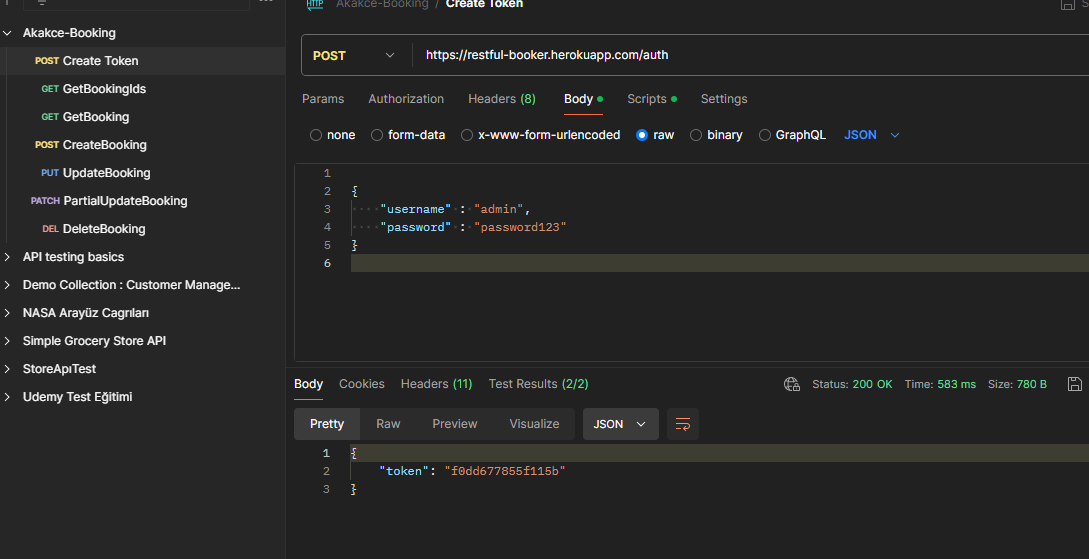 HTTP Akakce-Booking / Create Token
Akakce-Booking
POST Create Token
GET GetBookingIds
GET GetBooking
POST CreateBooking
PUT UpdateBooking
PATCH PartialUpdateBooking
DEL DeleteBooking
API testing basics
Demo Collection : Customer Manage...
NASA Arayüz Cagrıları
Simple Grocery Store API
StoreApıTest
Udemy Test Eğitimi
POST https://restful-booker.herokuapp.com/auth
Params Authorization Headers (8) Body Scripts Settings
none form-data x-www-form-urlencoded raw binary GraphQL JSON
1
2 {
3 "username" : "admin",
4 "password" : "password123"
5 }
6
Body Cookies Headers (11) Test Results (2/2) Status: 200 OK Time: 583 ms Size: 780 B
Pretty Raw Preview Visualize JSON
1 {
2 "token": "f0dd677855f115b"
3 }